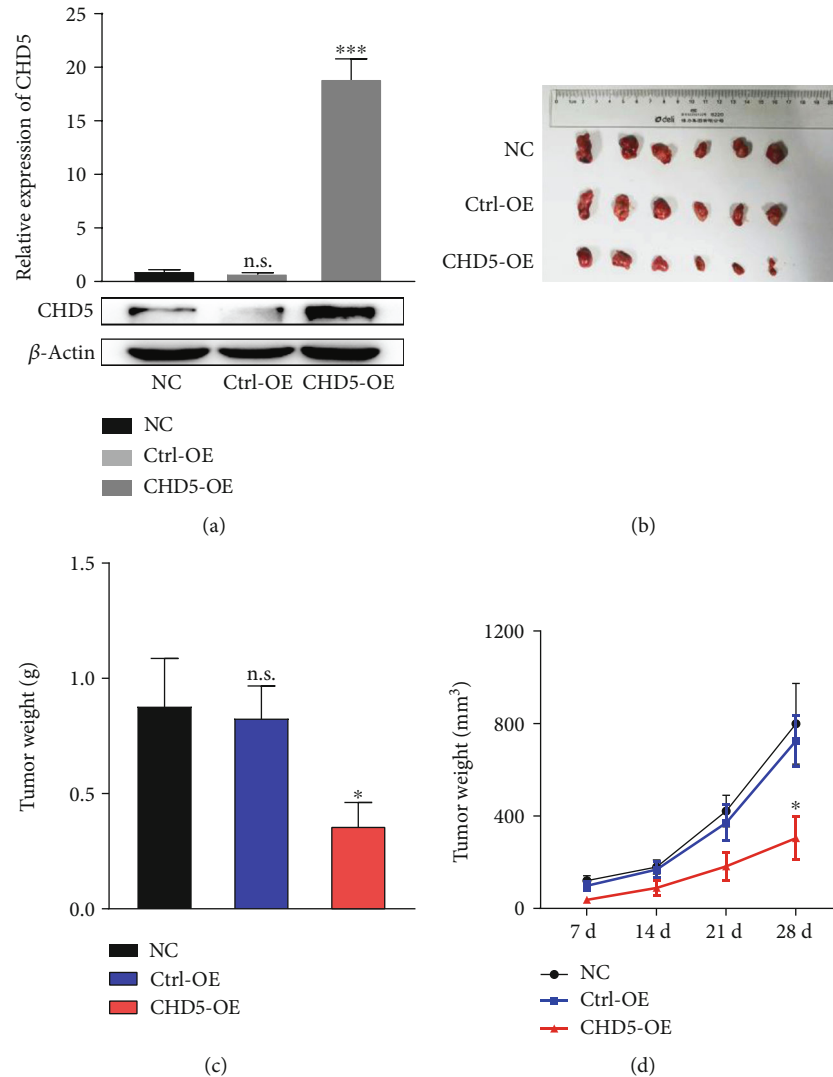 Relative expression of CHD5
25
20
15
10
5
0
n.s.
***
CHD5
β-Actin
NC Ctrl-OE CHD5-OE
NC
Ctrl-OE
CHD5-OE
(a)
deli
NC
Ctrl-OE
CHD5-OE
(b)
Tumor weight (g)
1.5
1.0
0.5
0.0
n.s.
*
NC
Ctrl-OE
CHD5-OE
(c)
Tumor weight (mm³)
1200
800
400
0
*
7 d 14 d 21 d 28 d
NC
Ctrl-OE
CHD5-OE
(d)